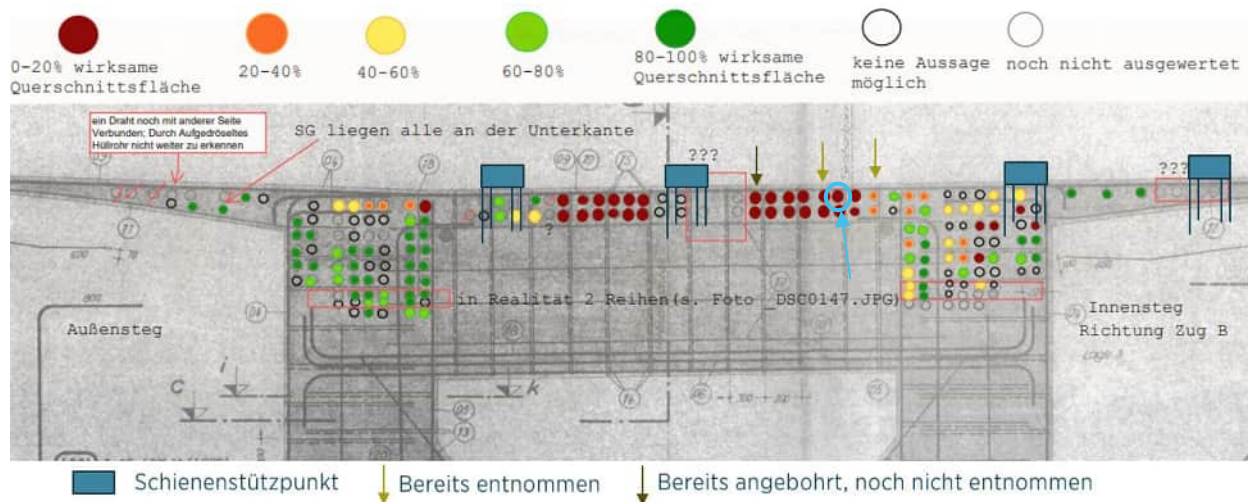 0-20% wirksame
Querschnittsfläche
20-40%
40-60%
60-80%
80-100% wirksame
Querschnittsfläche
keine Aussage
möglich
noch nicht ausgewertet
ein Draht noch mit anderer Seite
Verbunden; Durch Aufgedröseltes
Hüllrohr nicht weiter zu erkennen
SG liegen alle an der Unterkante
???
???
?
in Realität 2 Reihen(s. Foto _DSC0147.JPG)
Außensteg
Innensteg
Richtung Zug B
i
C
k
Schienenstützpunkt
Bereits entnommen
Bereits angebohrt, noch nicht entnommen